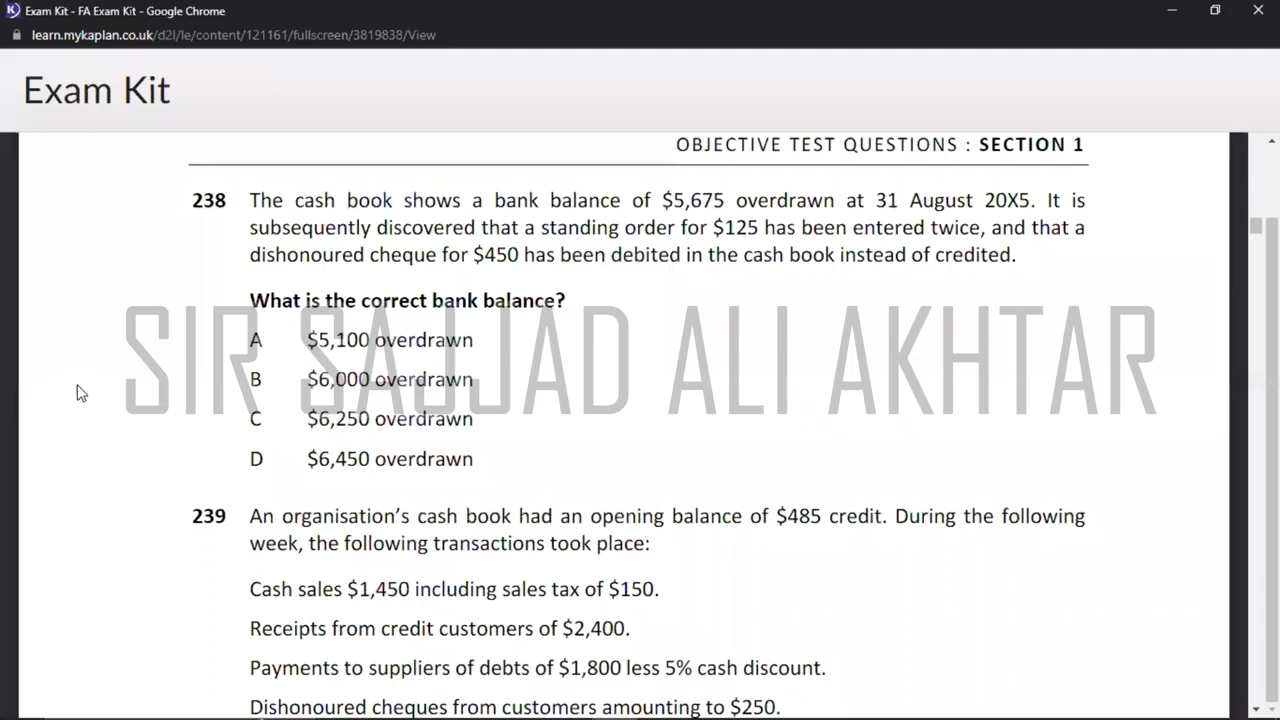 Exam Kit - FA Exam Kit - Google Chrome
learn.mykaplan.co.uk/d2l/le/content/121161/fullscreen/3819838/View
Exam Kit
OBJECTIVE TEST QUESTIONS : SECTION 1
238 The cash book shows a bank balance of $5,675 overdrawn at 31 August 20X5. It is
subsequently discovered that a standing order for $125 has been entered twice, and that a
dishonoured cheque for $450 has been debited in the cash book instead of credited.
What is the correct bank balance?
SIR SAJJAD ALI AKHTAR
A $5,100 overdrawn
B $6,000 overdrawn
C $6,250 overdrawn
D $6,450 overdrawn
239 An organisation's cash book had an opening balance of $485 credit. During the following
week, the following transactions took place:
Cash sales $1,450 including sales tax of $150.
Receipts from credit customers of $2,400.
Payments to suppliers of debts of $1,800 less 5% cash discount.
Dishonoured cheques from customers amounting to $250.